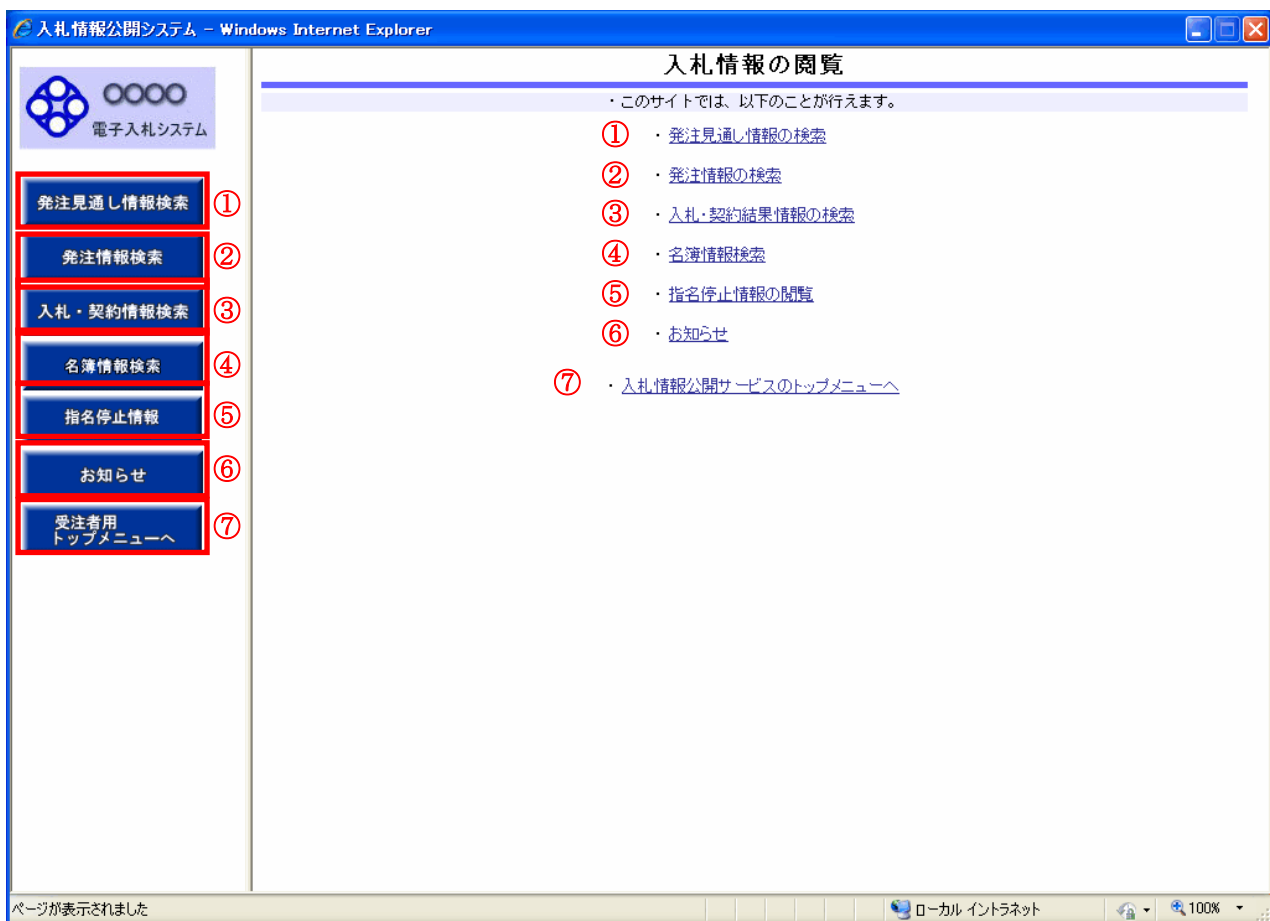 入札情報公開システム - Windows Internet Explorer
〇〇〇〇
電子入札システム
発注見通し情報検索 ①
発注情報検索 ②
入札・契約情報検索 ③
名簿情報検索 ④
指名停止情報 ⑤
お知らせ ⑥
受注者用
トップメニューへ ⑦
入札情報の閲覧
・このサイトでは、以下のことが行えます。
① ・発注見通し情報の検索
② ・発注情報の検索
③ ・入札・契約結果情報の検索
④ ・名簿情報検索
⑤ ・指名停止情報の閲覧
⑥ ・お知らせ
⑦ ・入札情報公開サービスのトップメニューへ
ページが表示されました
ローカル イントラネット
100%